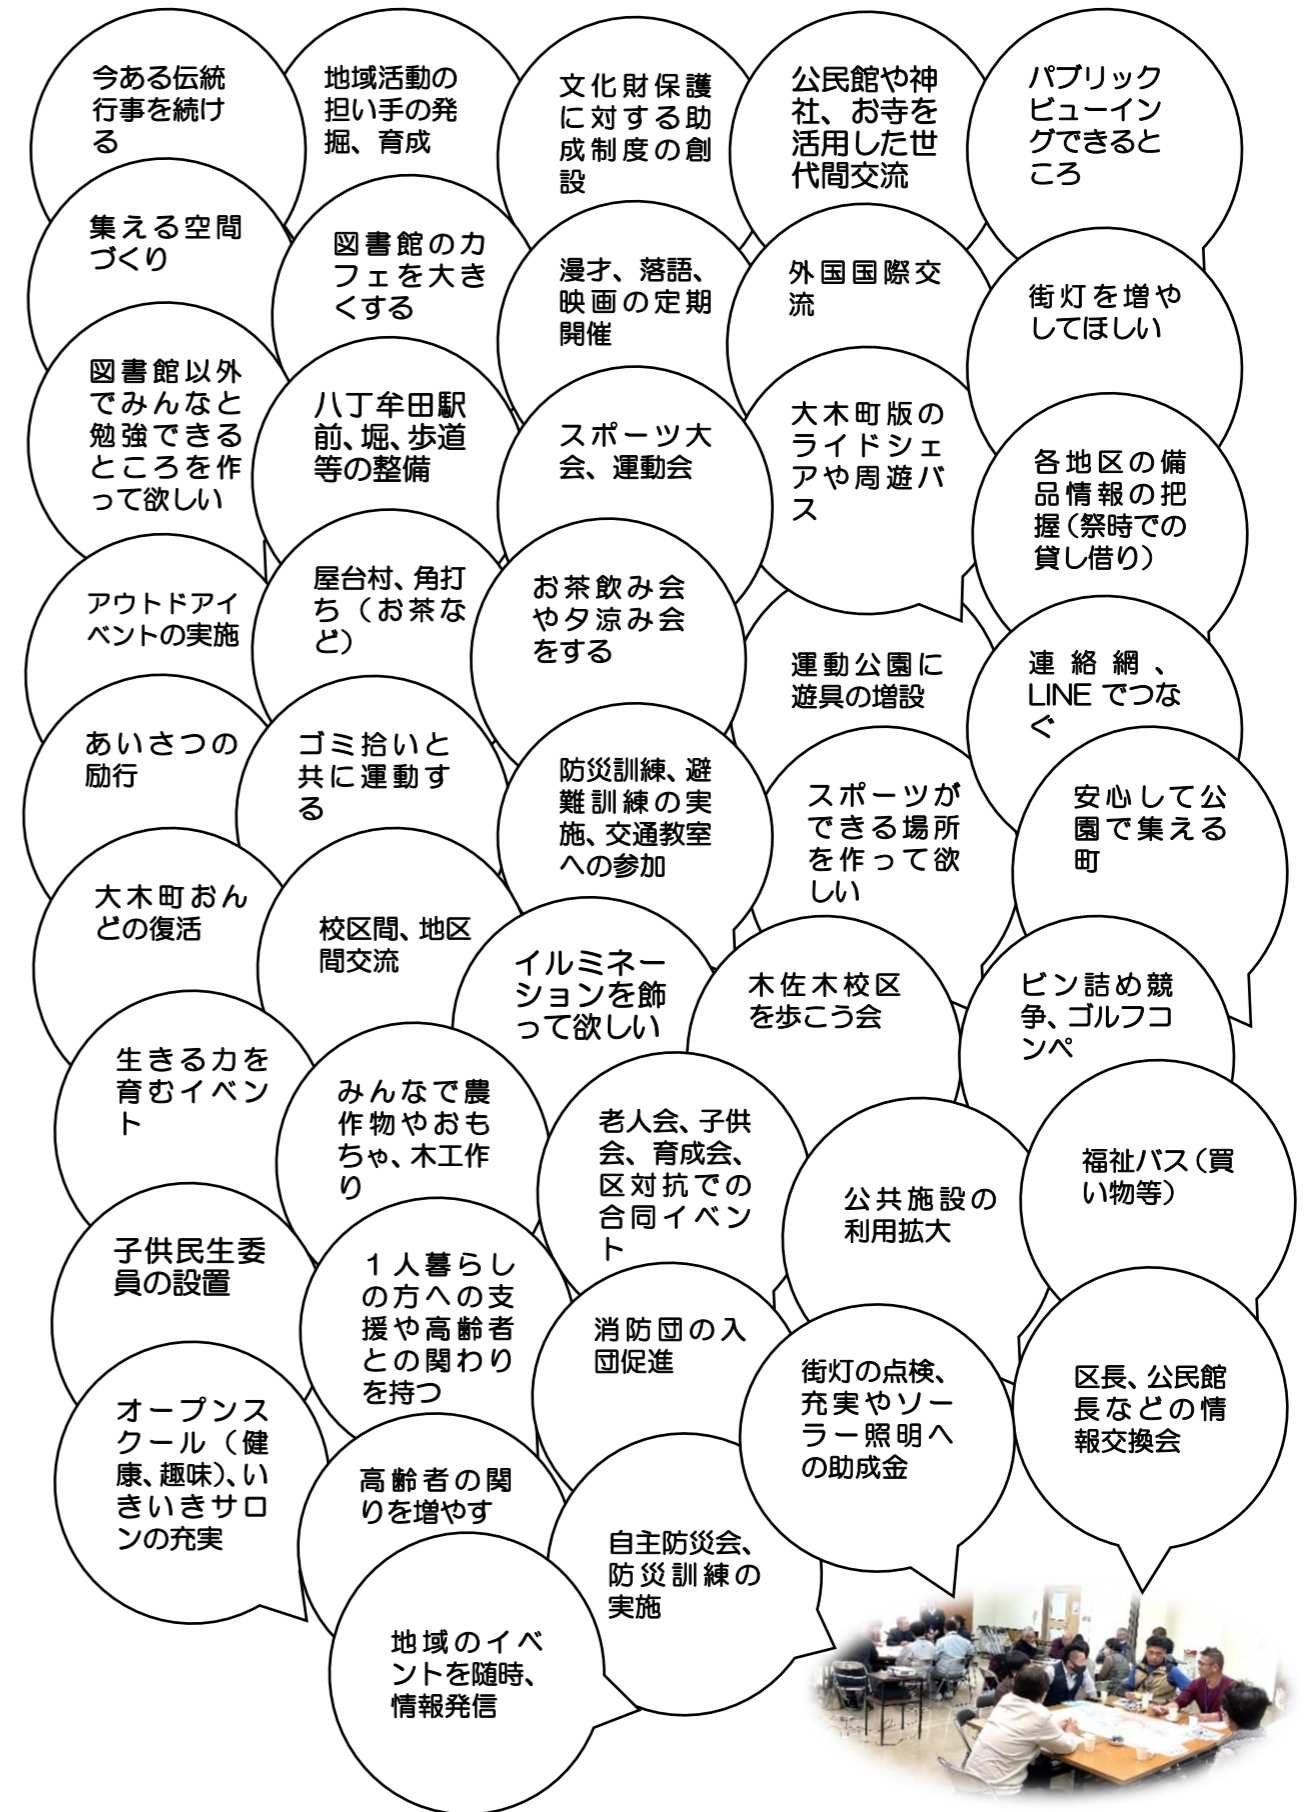 今ある伝統
行事を続け
る
地域活動の
担い手の発
掘、育成
文化財保護
に対する助
成制度の創
設
公民館や神
社、お寺を
活用した世
代間交流
パブリック
ビューイン
グできると
ころ
集える空間
づくり
図書館のカ
フェを大き
くする
漫才、落語、
映画の定期
開催
外国国際交
流
街灯を増や
してほしい
図書館以外
でみんなと
勉強できる
ところを作
って欲しい
八丁牟田駅
前、堀、歩道
等の整備
スポーツ大
会、運動会
大木町版の
ライドシェ
アや周遊バ
ス
各地区の備
品情報の把
握（祭時での
貸し借り）
アウトドアイ
ベントの実施
屋台村、角打
ち（お茶な
ど）
お茶飲み会
や夕涼み会
をする
運動公園に
遊具の増設
連絡網、
LINEでつな
ぐ
あいさつの
励行
ゴミ拾いと
共に運動す
る
防災訓練、避
難訓練の実
施、交通教室
への参加
スポーツが
できる場所
を作って欲
しい
安心して公
園で集える
町
大木町おん
どの復活
校区間、地区
間交流
イルミネー
ションを飾
って欲しい
木佐木校区
を歩こう会
ビン詰め競
争、ゴルフコ
ンペ
生きる力を
育むイベン
ト
みんなで農
作物やおも
ちゃ、木工作
り
老人会、子供
会、育成会、
区対抗での
合同イベン
ト
公共施設の
利用拡大
福祉バス（買
い物等）
子供民生委
員の設置
１人暮らし
の方への支
援や高齢者
との関わり
を持つ
消防団の入
団促進
街灯の点検、
充実やソー
ラー照明へ
の助成金
区長、公民館
長などの情
報交換会
オープンス
クール（健
康、趣味）、い
きいきサロ
ンの充実
高齢者の関
りを増やす
自主防災会、
防災訓練の
実施
地域のイベ
ントを随時、
情報発信